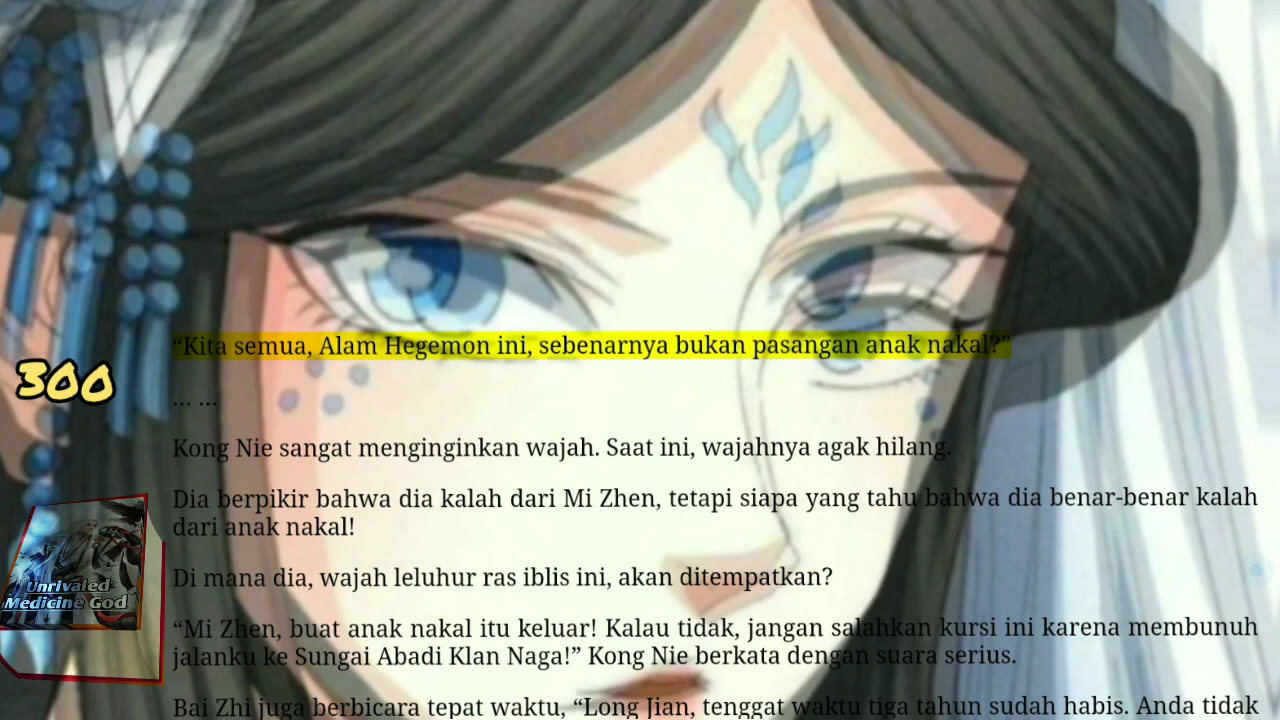 “Kita semua, Alam Hegemon ini, sebenarnya bukan pasangan anak nakal?”
… …
300
Kong Nie sangat menginginkan wajah. Saat ini, wajahnya agak hilang.
Dia berpikir bahwa dia kalah dari Mi Zhen, tetapi siapa yang tahu bahwa dia benar-benar kalah
dari anak nakal!
Di mana dia, wajah leluhur ras iblis ini, akan ditempatkan?
Unrivaled
Medicine God
“Mi Zhen, buat anak nakal itu keluar! Kalau tidak, jangan salahkan kursi ini karena membunuh
jalanku ke Sungai Abadi Klan Naga!” Kong Nie berkata dengan suara serius.
Bai Zhi juga berbicara tepat waktu, “Long Jian, tenggat waktu tiga tahun sudah habis. Anda tidak